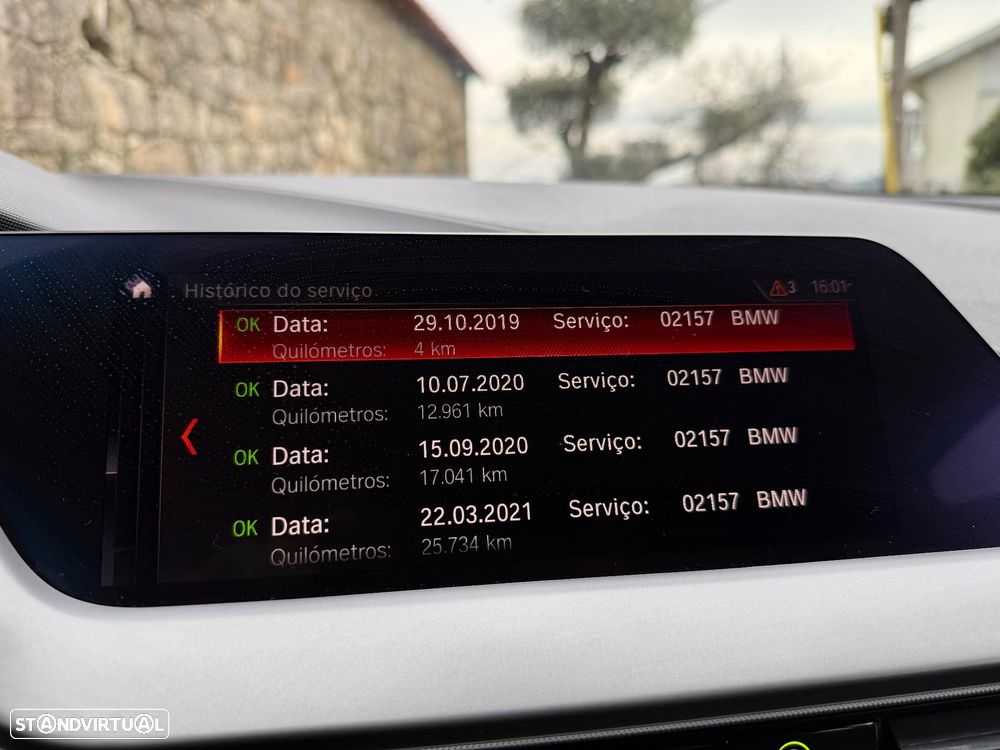 Histórico do serviço
3 16:01
OK Data: 29.10.2019 Serviço: 02157 BMW
Quilómetros: 4 km
OK Data: 10.07.2020 Serviço: 02157 BMW
Quilómetros: 12.961 km
OK Data: 15.09.2020 Serviço: 02157 BMW
Quilómetros: 17.041 km
OK Data: 22.03.2021 Serviço: 02157 BMW
Quilómetros: 25.734 km
STANDVIRTUAL